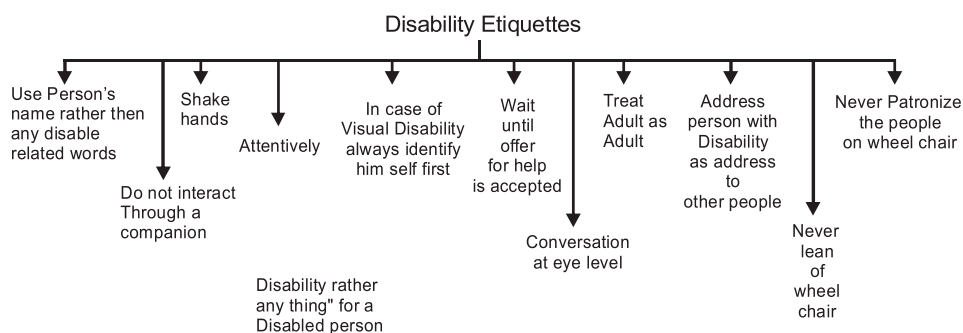 Disability Etiquettes
Use Person's
name rather then
any disable
related words
Do not interact
Through a
companion
Shake
hands
Attentively
In case of
Visual Disability
always identify
him self first
Wait
until
offer
for help
is accepted
Conversation
at eye level
Treat
Adult as
Adult
Address
person with
Disability
as address
to
other people
Never
lean
of
wheel
chair
Never Patronize
the people
on wheel chair
Disability rather
any thing" for a
Disabled person